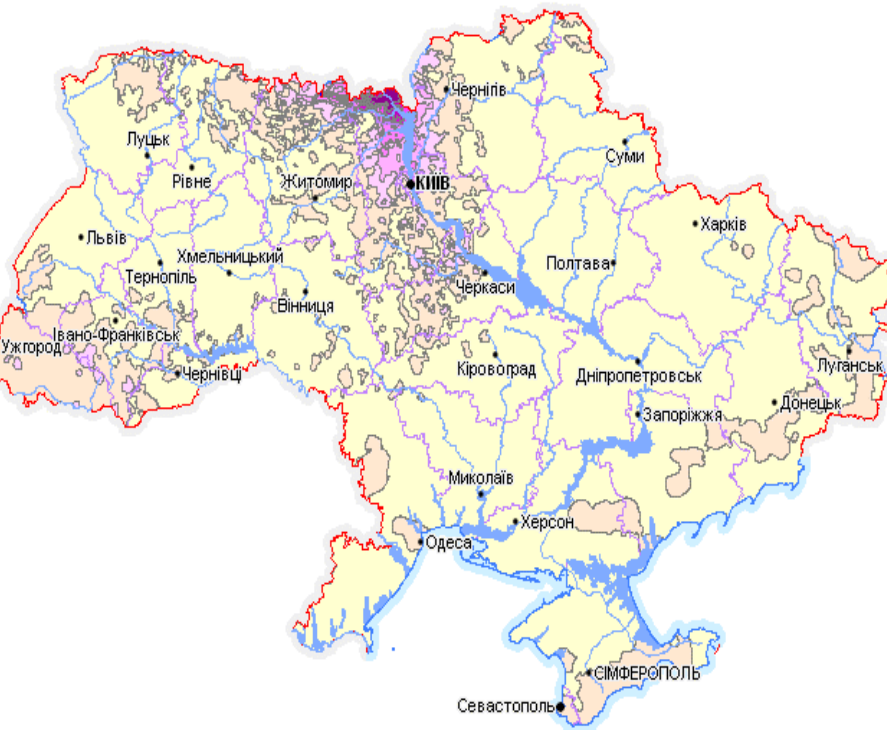 Чернігів
Луцьк
Суми
Рівне
Житомир
КИЇВ
Львів
Харків
Хмельницький
Тернопіль
Полтава
Черкаси
Вінниця
Івано-Франківськ
Ужгород
Чернівці
Кіровоград
Дніпропетровськ
Луганськ
Донецьк
Запоріжжя
Миколаїв
Херсон
Одеса
СІМФЕРОПОЛЬ
Севастополь